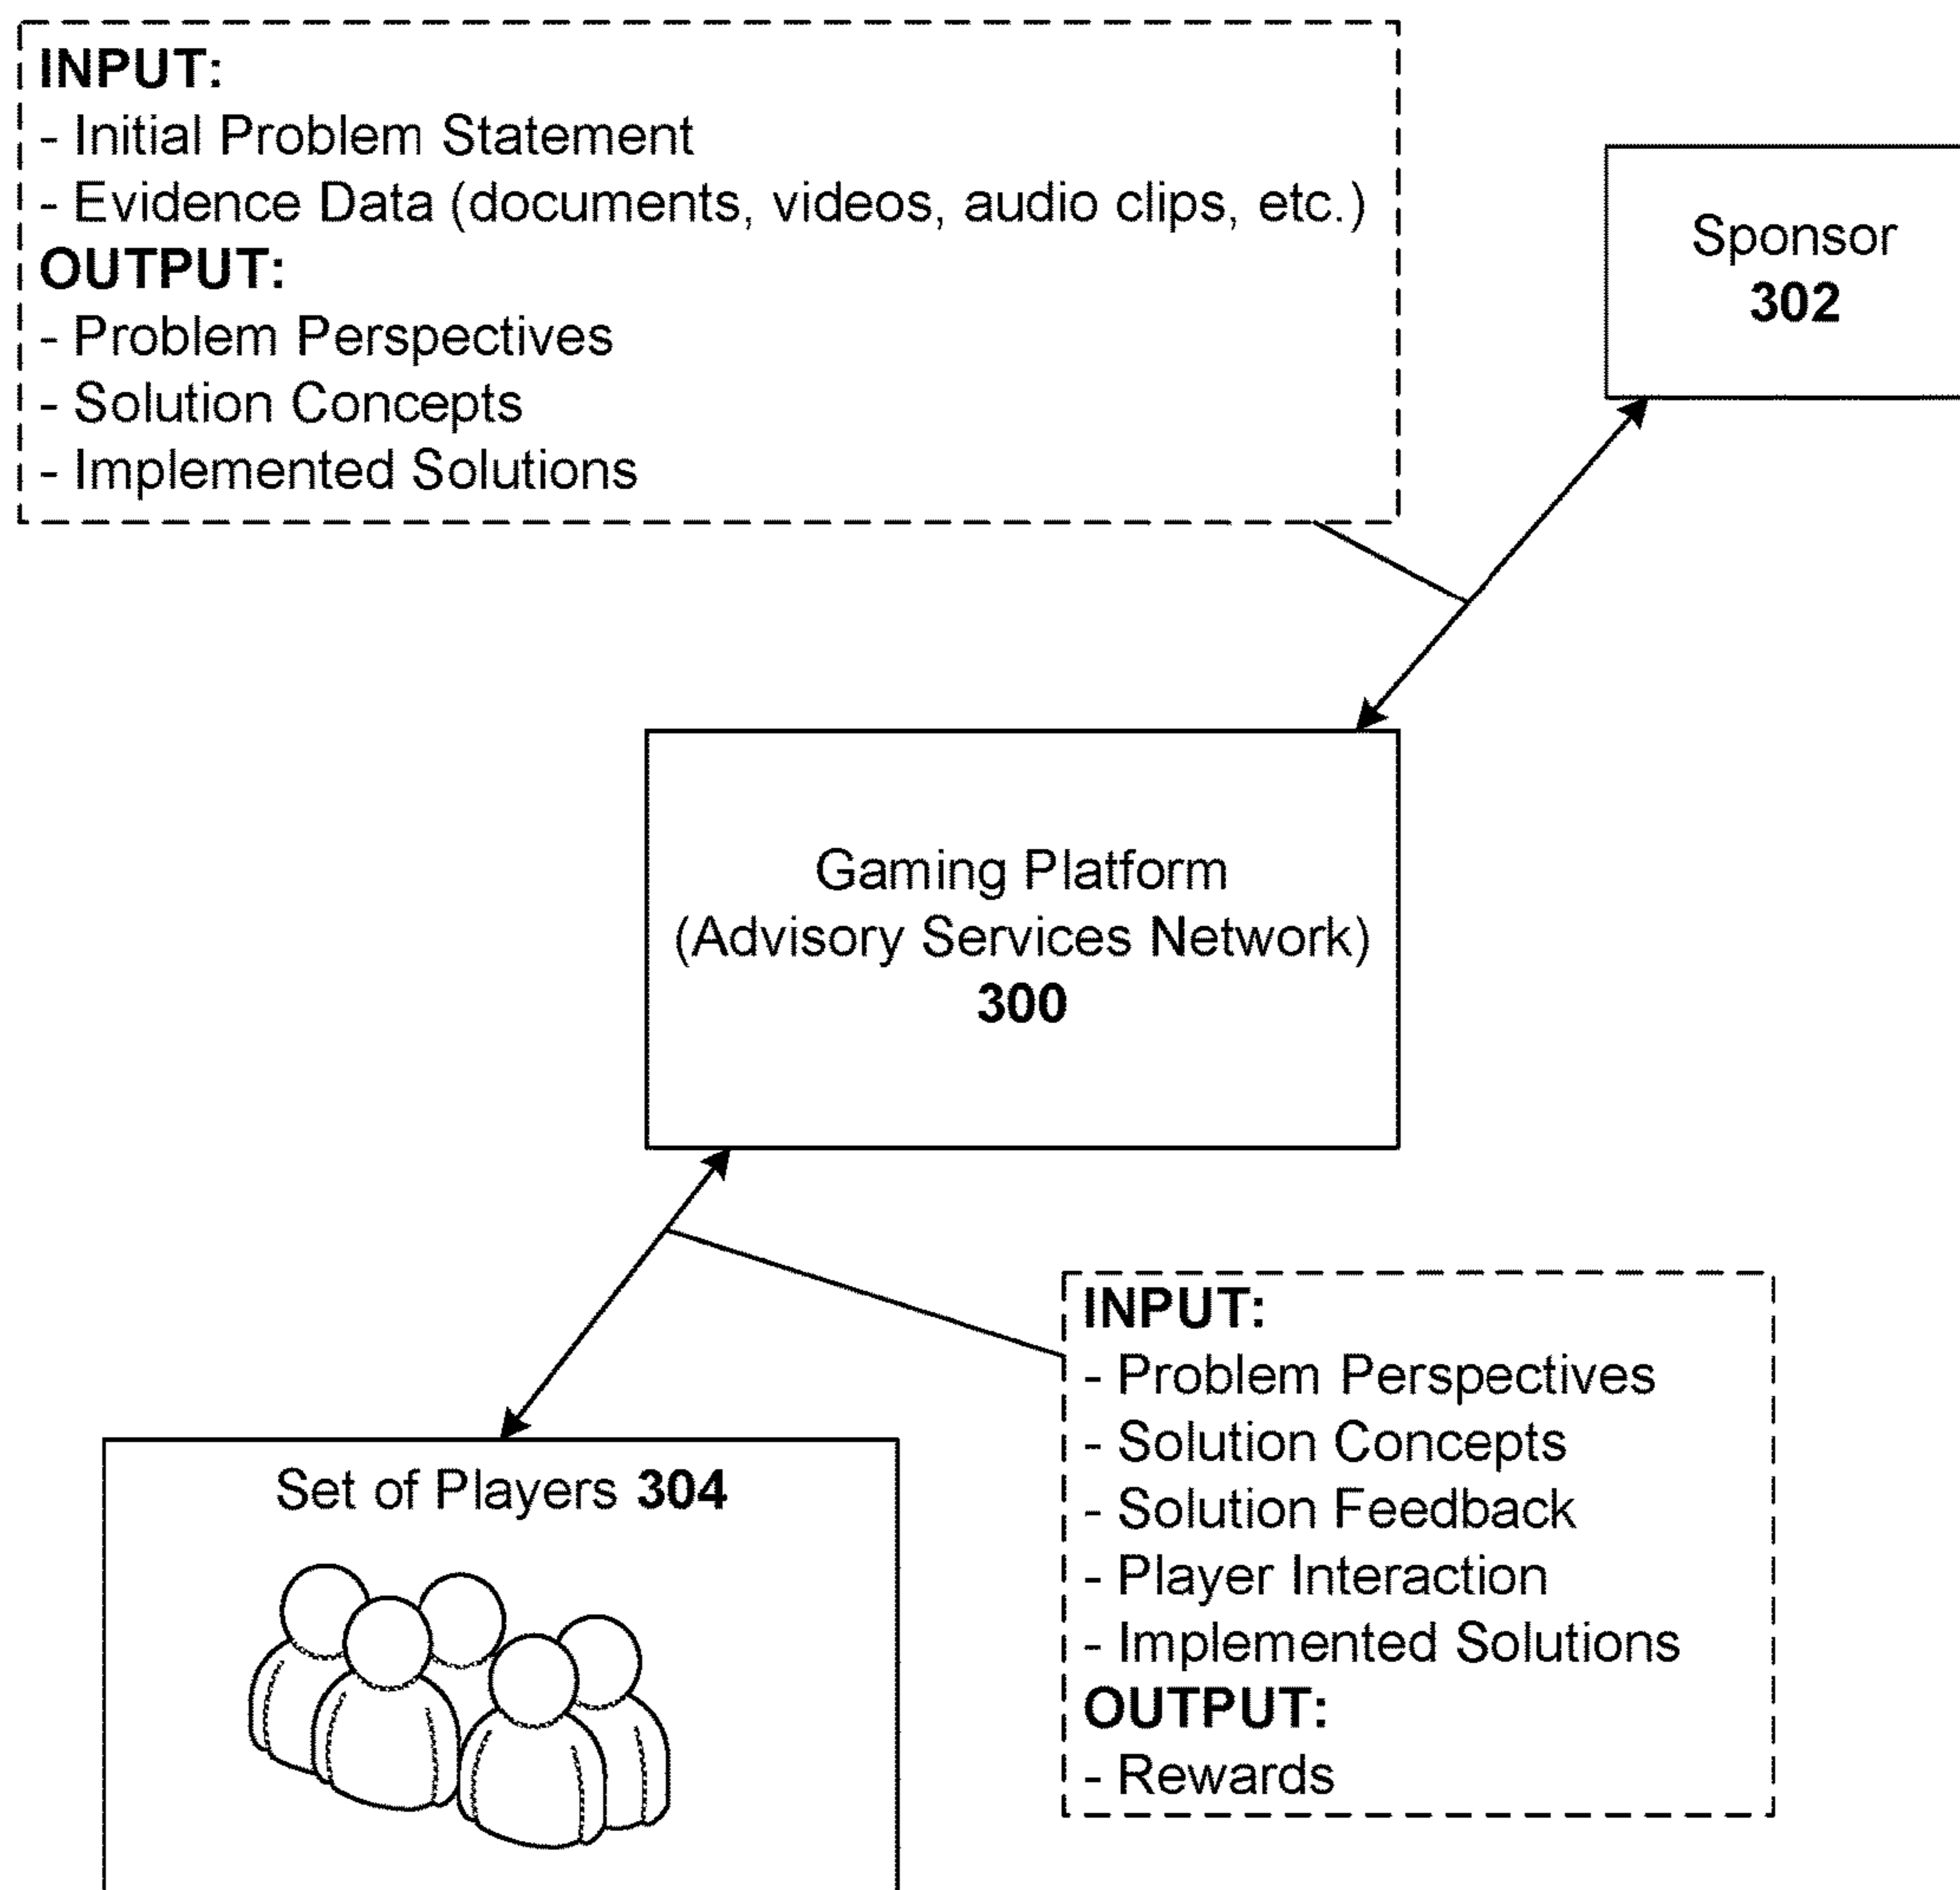 INPUT:
- Initial Problem Statement
- Evidence Data (documents, videos, audio clips, etc.)
OUTPUT:
- Problem Perspectives
- Solution Concepts
- Implemented Solutions
Sponsor
302
Gaming Platform
(Advisory Services Network)
300
Set of Players 304
INPUT:
- Problem Perspectives
- Solution Concepts
- Solution Feedback
- Player Interaction
- Implemented Solutions
OUTPUT:
- Rewards